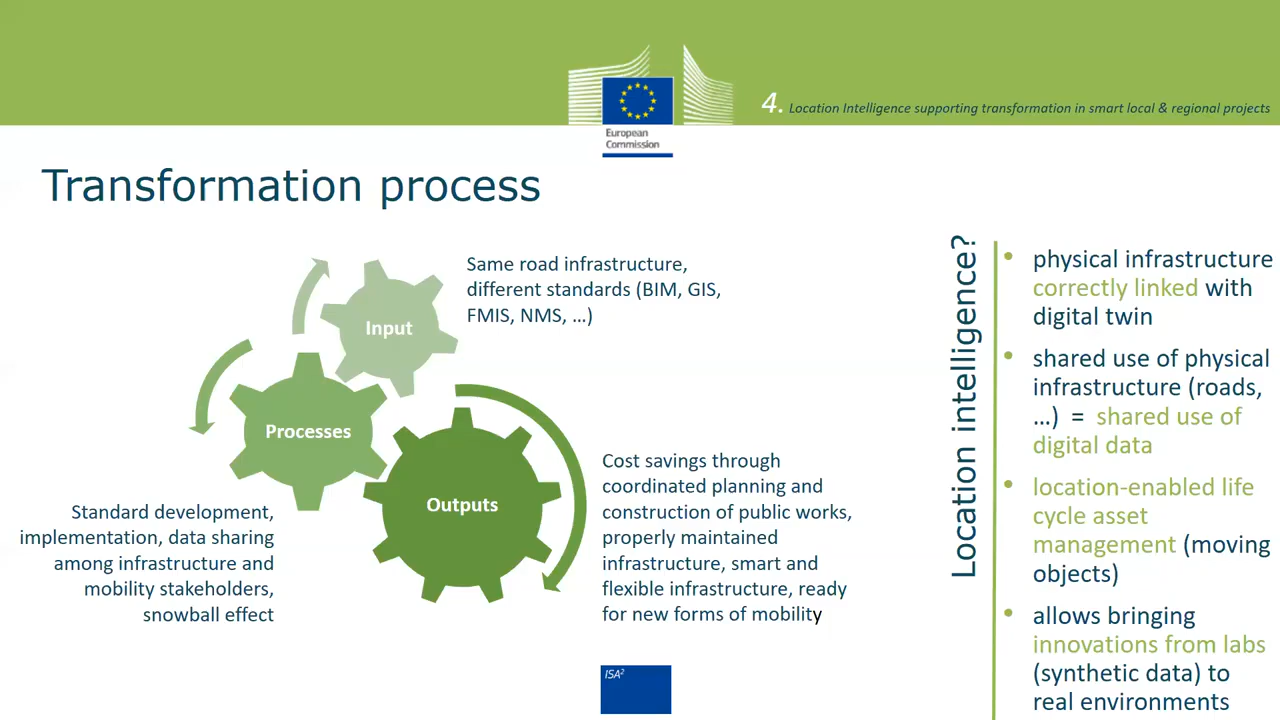 European
Commission
4. Location Intelligence supporting transformation in smart local & regional projects
Transformation process
Input
Same road infrastructure,
different standards (BIM, GIS,
FMIS, NMS, …)
Processes
Standard development,
implementation, data sharing
among infrastructure and
mobility stakeholders,
snowball effect
Outputs
Cost savings through
coordinated planning and
construction of public works,
properly maintained
infrastructure, smart and
flexible infrastructure, ready
for new forms of mobility
Location intelligence?
• physical infrastructure
correctly linked with
digital twin
• shared use of physical
infrastructure (roads,
…) = shared use of
digital data
• location-enabled life
cycle asset
management (moving
objects)
• allows bringing
innovations from labs
(synthetic data) to
real environments
ISA²